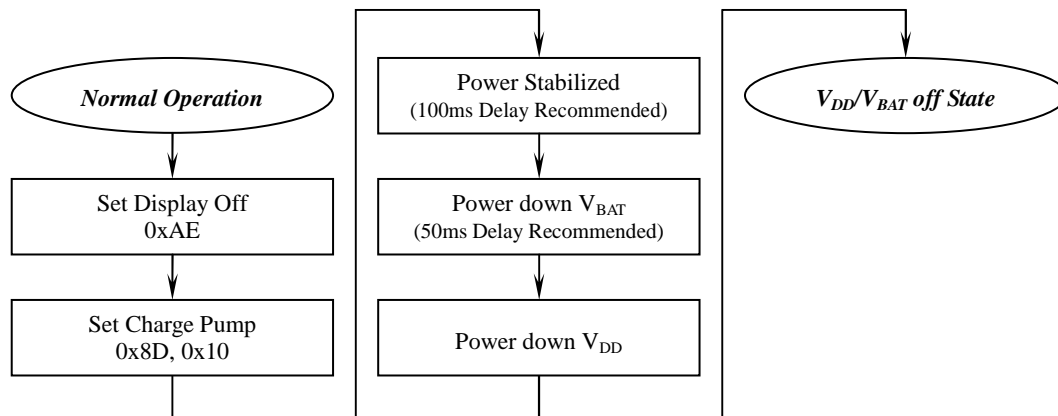 Normal Operation
Set Display Off
0xAE
Set Charge Pump
0x8D, 0x10
Power Stabilized
(100ms Delay Recommended)
Power down VBAT
(50ms Delay Recommended)
Power down VDD
VDD/VBAT off State